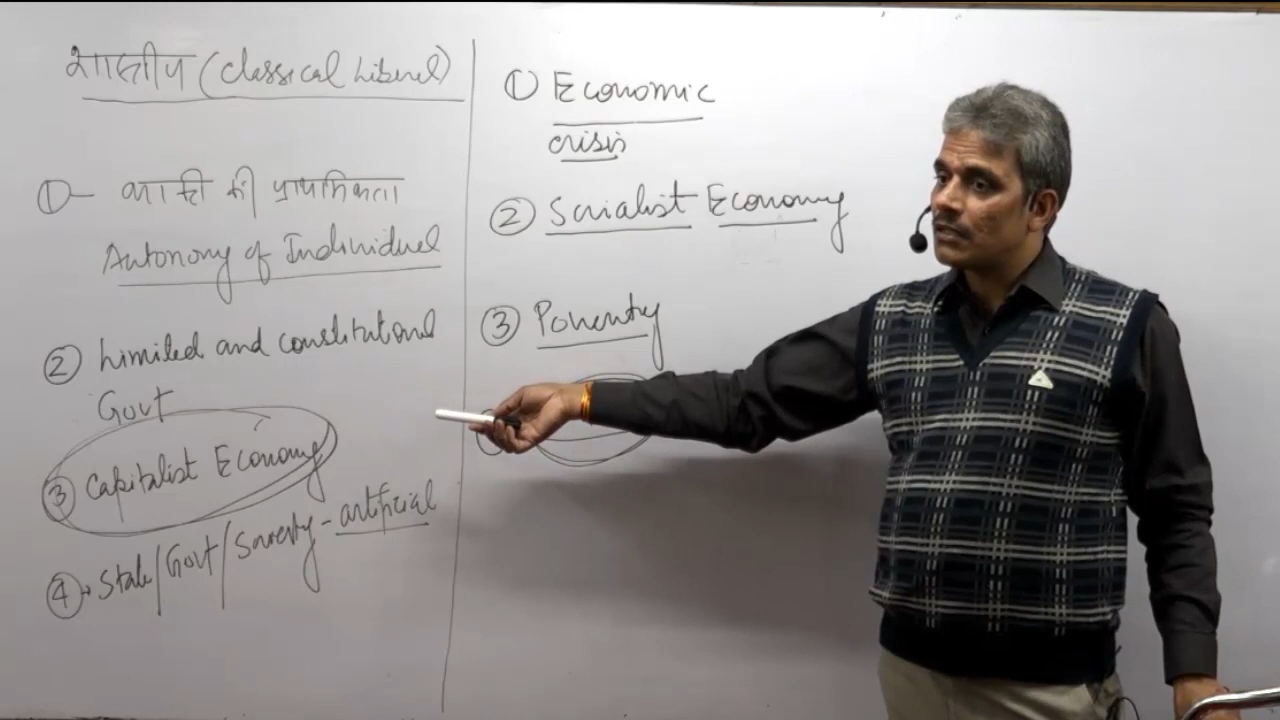 शास्त्रीय (Classical Liberal)
①- व्यक्ति की प्राथमिकता
Autonomy of Individual
② Limited and constitutional
Govt
③ Capitalist Economy
④ State/Govt/Society - artificial
① Economic
crisis
② Socialist Economy
③ Poverty